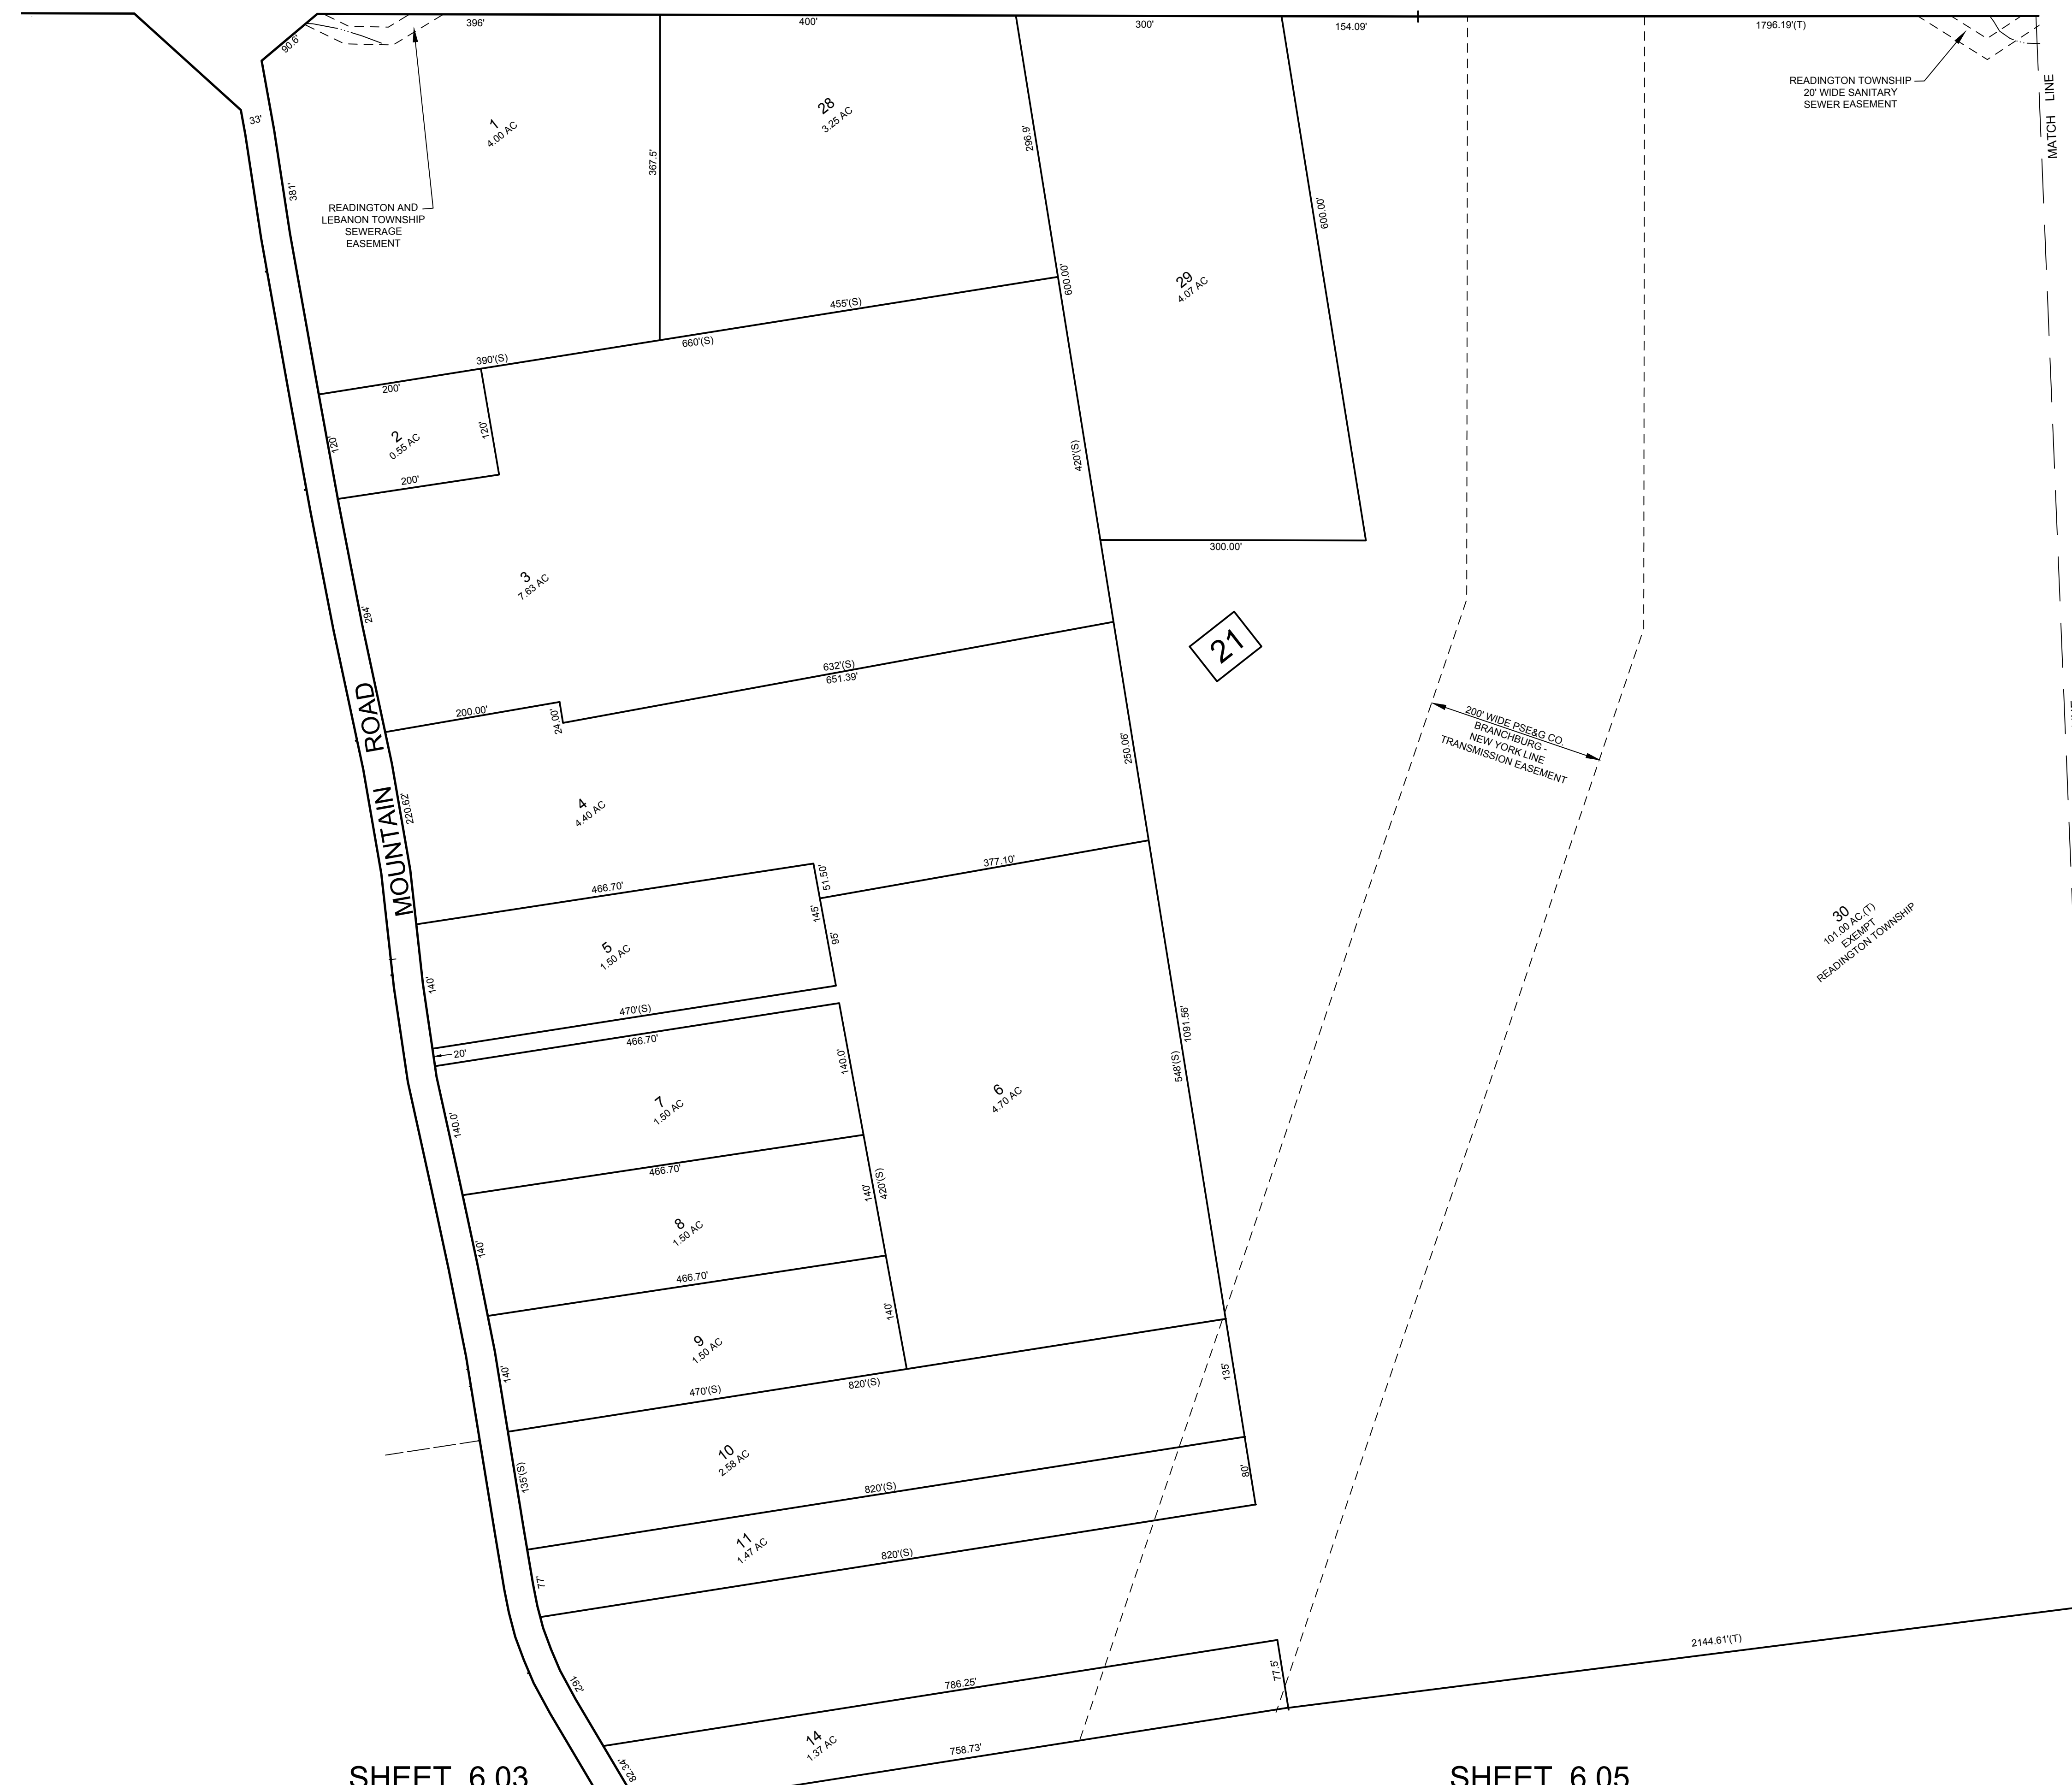 396'
400'
300'
154.09'
1796.19'(T)
90.6'
33'
381'
1
4.00 AC
READINGTON AND
LEBANON TOWNSHIP
SEWERAGE
EASEMENT
367.5'
28
3.25 AC
296.9'
600.00'
29
4.07 AC
600.00'
READINGTON TOWNSHIP
20' WIDE SANITARY
SEWER EASEMENT
MATCH LINE
455'(S)
390'(S)
660'(S)
200'
120'
2
0.55 AC
120'
200'
420'(S)
300.00'
3
7.63 AC
294'
21
632'(S)
651.39'
200.00'
24.00'
MOUNTAIN ROAD
250.06'
200' WIDE PSE&G CO.
BRANCHBURG -
NEW YORK LINE
TRANSMISSION EASEMENT
220.62'
4
4.40 AC
377.10'
466.70'
51.50'
145'
95'
5
1.50 AC
30
101.00 AC.(T)
EXEMPT
READINGTON TOWNSHIP
140'
470'(S)
466.70'
20'
1091.56'
548'(S)
140.0'
6
4.70 AC
7
1.50 AC
140.0'
466.70'
140'
420'(S)
8
1.50 AC
140'
466.70'
140'
9
1.50 AC
140'
135'
470'(S)
820'(S)
10
2.58 AC
135'(S)
80'
820'(S)
11
1.47 AC
77'
820'(S)
2144.61'(T)
291'
786.25'
77.5'
14
1.37 AC
758.73'
82.34'
SHEET 6.03
SHEET 6.05